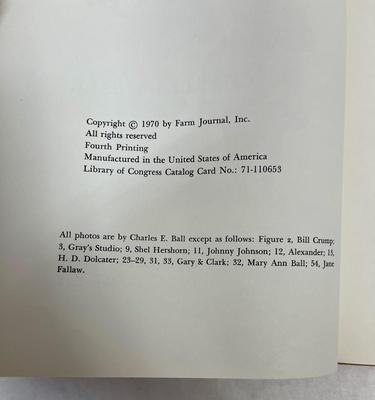 Copyright © 1970 by Farm Journal, Inc.
All rights reserved
Fourth Printing
Manufactured in the United States of America
Library of Congress Catalog Card No.: 71-110653
All photos are by Charles E. Ball except as follows: Figure 2, Bill Crump;
3, Gray's Studio; 9, Shel Hershorn; 11, Johnny Johnson; 12, Alexander; 13,
H. D. Dolcater; 23–29, 31, 33, Gary & Clark; 32, Mary Ann Ball; 54, Jane
Fallaw.